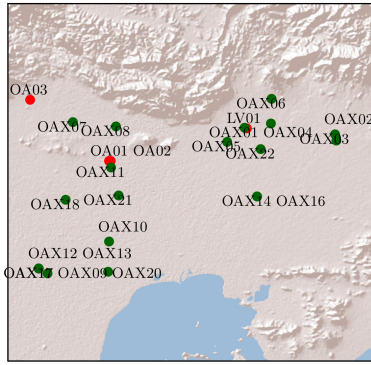 OA03
OAX06
LV01
OAX02
OAX07
OAX08
OAX01 OAX04
OAX03
OAX05
OA01 OA02
OAX22
OAX11
OAX18
OAX21
OAX14 OAX16
OAX10
OAX12 OAX13
OAX09 OAX20